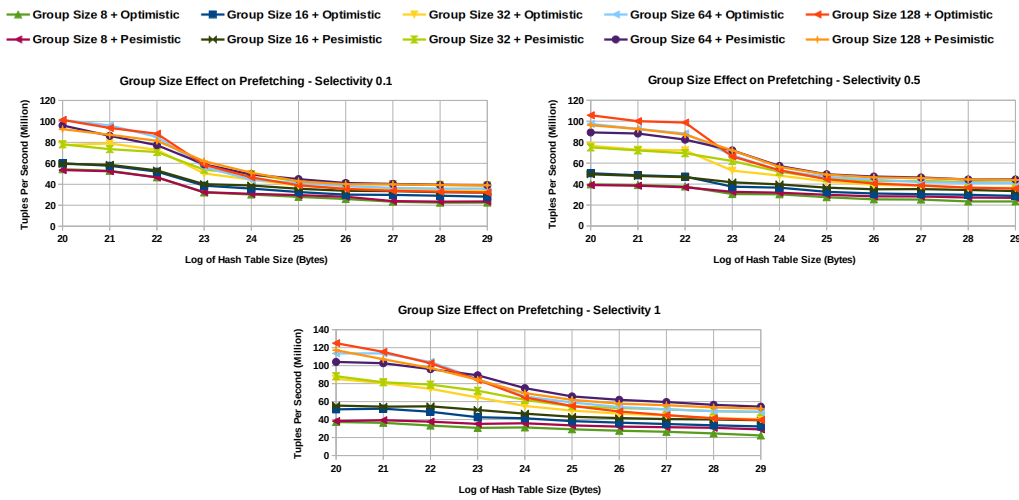 Group Size 8 + Optimistic Group Size 16 + Optimistic Group Size 32 + Optimistic Group Size 64 + Optimistic Group Size 128 + Optimistic
Group Size 8 + Pesimistic Group Size 16 + Pesimistic Group Size 32 + Pesimistic Group Size 64 + Pesimistic Group Size 128 + Pesimistic
Group Size Effect on Prefetching - Selectivity 0.1
Tuples Per Second (Million)
120
100
80
60
40
20
0
20 21 22 23 24 25 26 27 28 29
Log of Hash Table Size (Bytes)
Group Size Effect on Prefetching - Selectivity 0.5
Tuples Per Second (Million)
120
100
80
60
40
20
0
20 21 22 23 24 25 26 27 28 29
Log of Hash Table Size (Bytes)
Group Size Effect on Prefetching - Selectivity 1
Tuples Per Second (Million)
140
120
100
80
60
40
20
0
20 21 22 23 24 25 26 27 28 29
Log of Hash Table Size (Bytes)